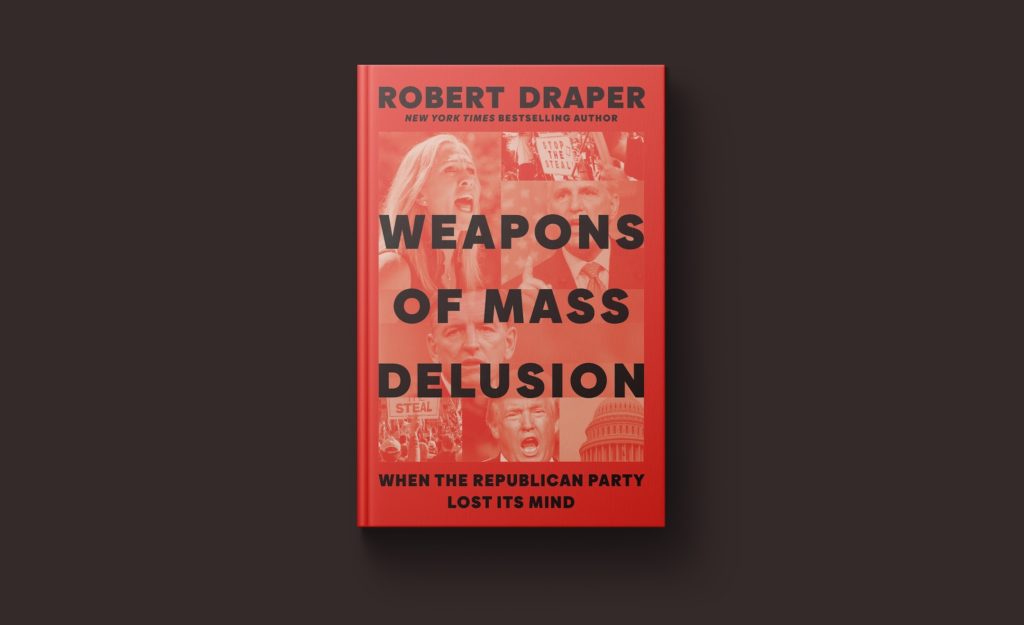 ROBERT DRAPER
NEW YORK TIMES BESTSELLING AUTHOR
STOP
THE
STEAL
WEAPONS
OF MASS
DELUSION
STEAL
WHEN THE REPUBLICAN PARTY
LOST ITS MIND